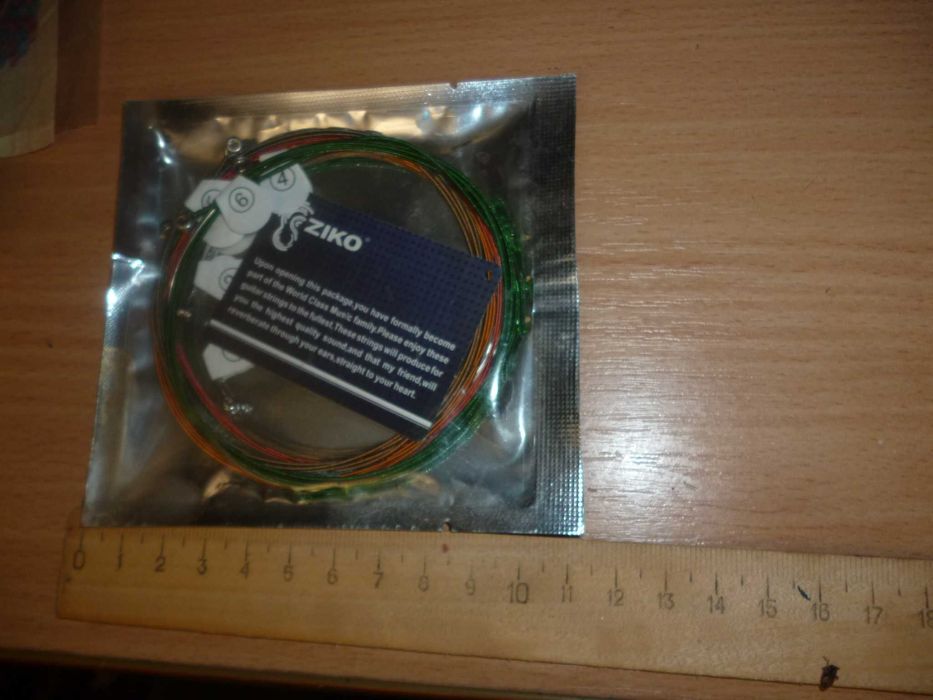 4
6
ZIKO®
Upon opening this package,you have formally become
part of the World Class Music family.Please enjoy these
guitar strings to the fullest.These strings will produce for
you the highest quality sound,and that my friend,will
reverberate through your ears,straight to your heart.
0 1 2 3 4 5 6 7 8 9 10 11 12 13 14 15 16 17 18